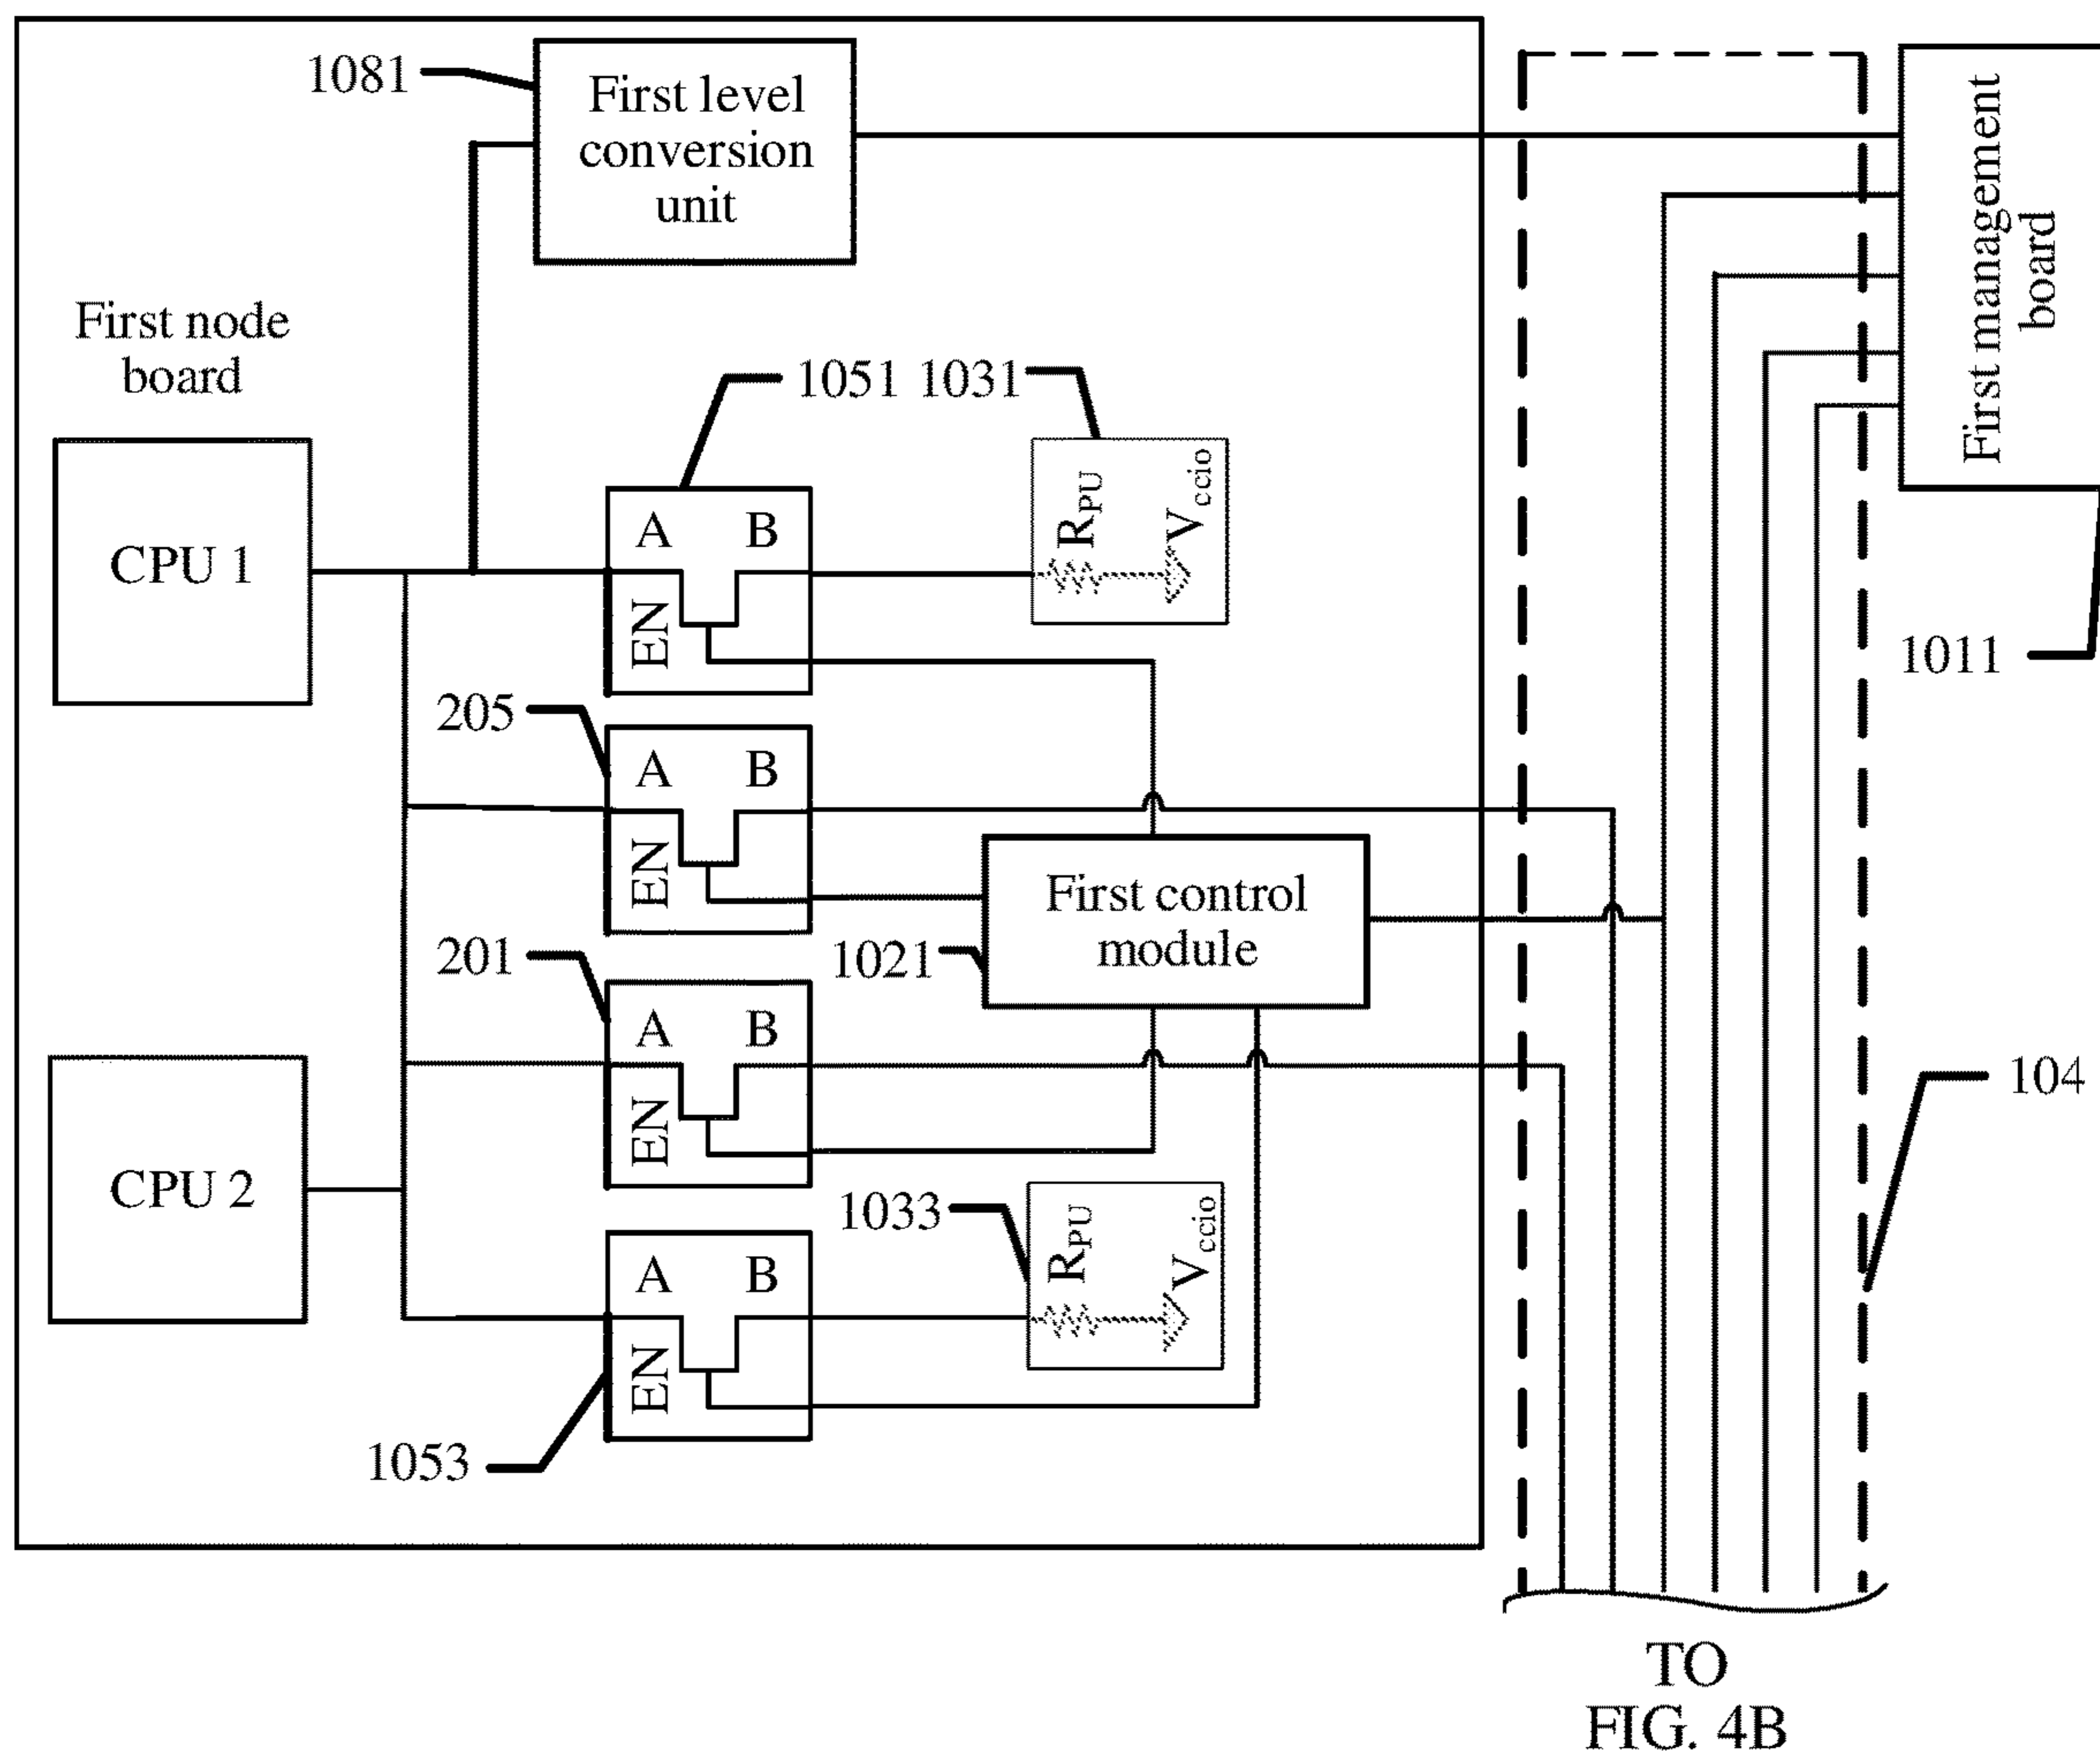 1081
First level
conversion
unit
First management
board
First node
board
1051
1031
CPU 1
A
B
EN
RPU
Vccio
1011
205
A
B
EN
First control
module
1021
201
A
B
EN
104
CPU 2
1033
RPU
Vccio
A
B
EN
1053
TO
FIG. 4B